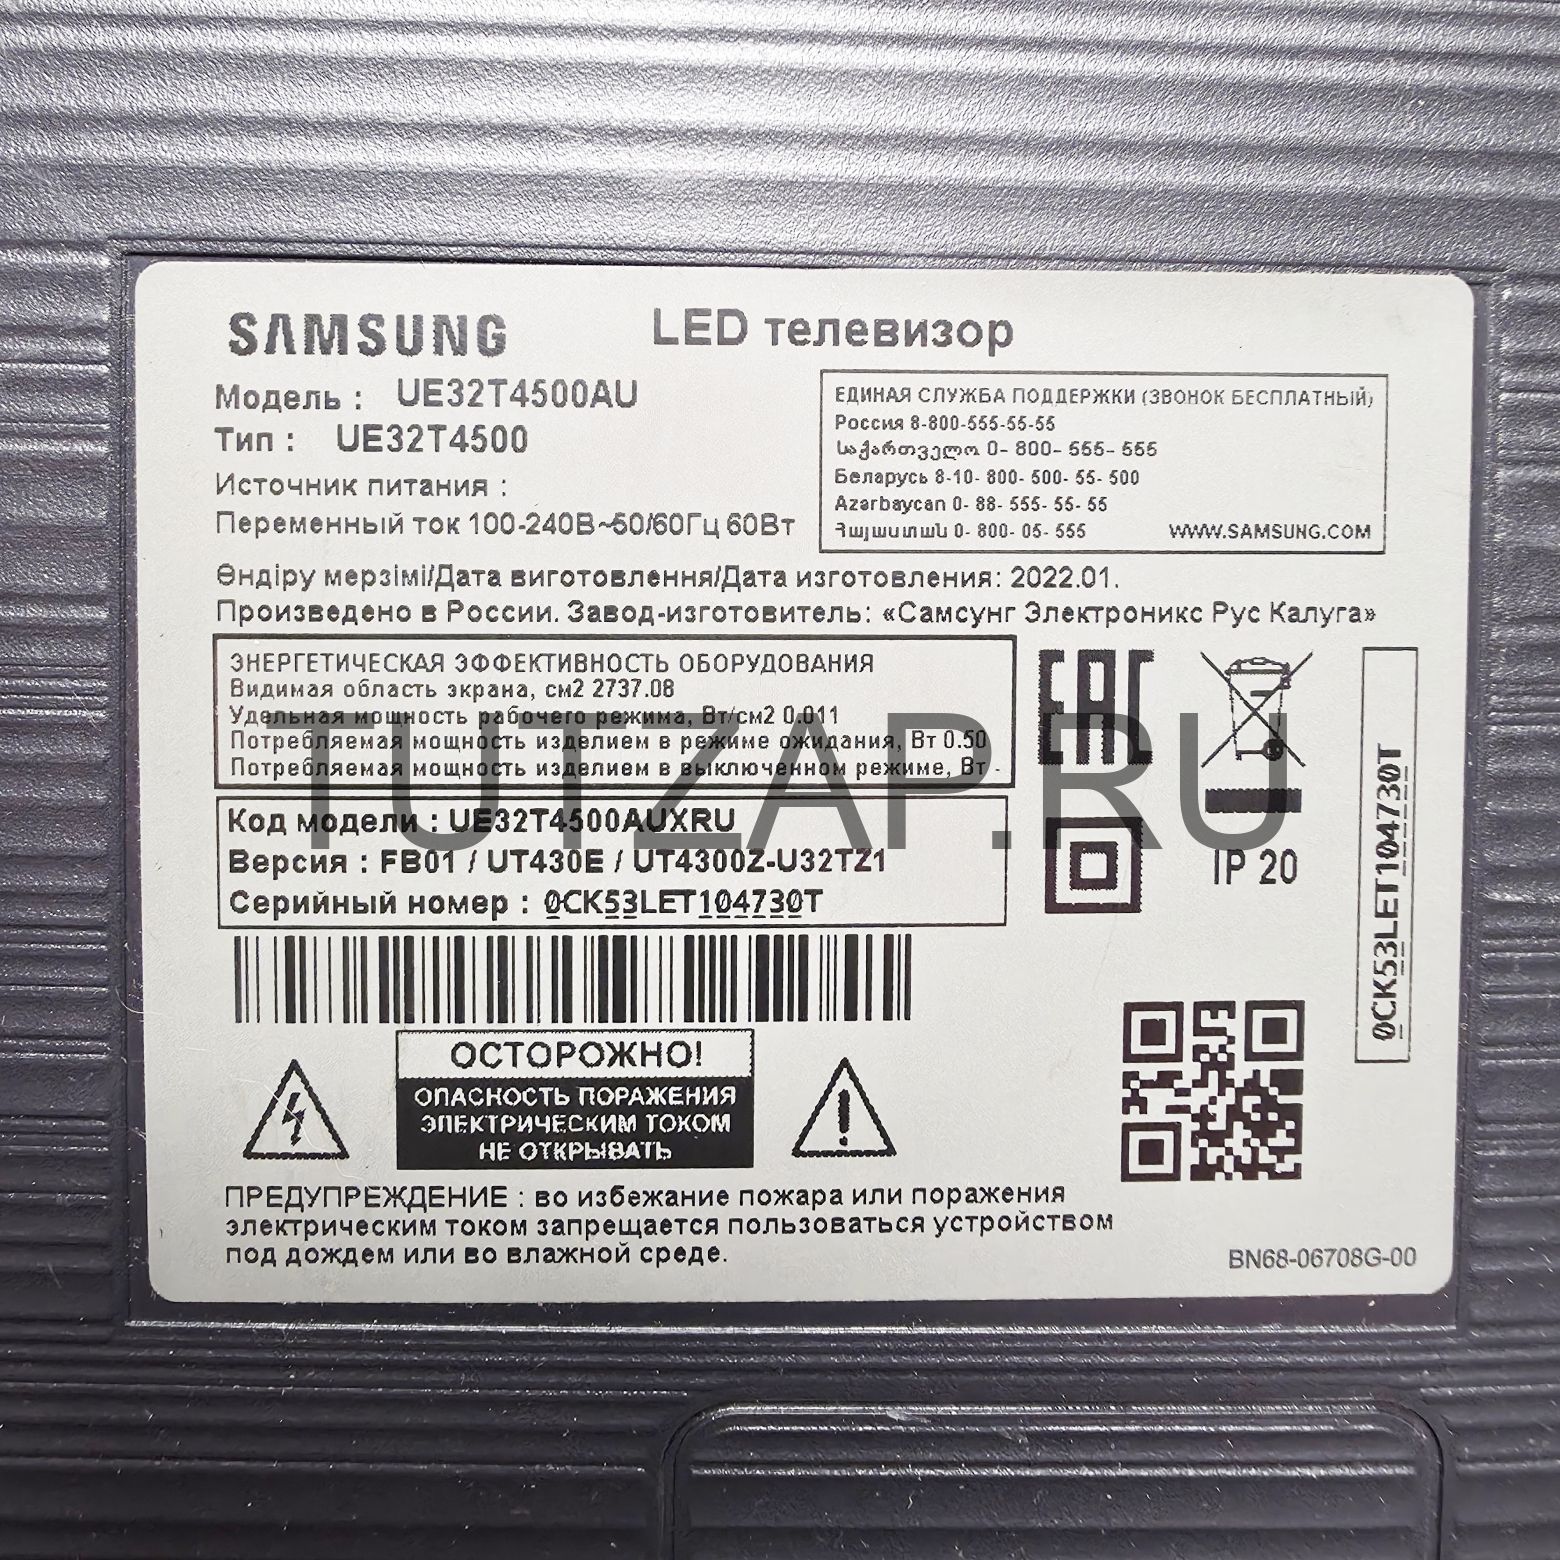 SAMSUNG LED телевизор
Модель : UE32T4500AU
Тип : UE32T4500
Источник питания :
Переменный ток 100-240В~50/60Гц 60Вт
ЕДИНАЯ СЛУЖБА ПОДДЕРЖКИ (ЗВОНОК БЕСПЛАТНЫЙ)
Россия 8-800-555-55-55
საქართველო 0- 800- 555- 555
Беларусь 8-10- 800- 500- 55- 500
Azərbaycan 0- 88- 555- 55- 55
Հայաստան 0- 800- 05- 555 WWW.SAMSUNG.COM
Өндіру мерзімі/Дата виготовлення/Дата изготовления: 2022.01.
Произведено в России. Завод-изготовитель: «Самсунг Электроникс Рус Калуга»
ЭНЕРГЕТИЧЕСКАЯ ЭФФЕКТИВНОСТЬ ОБОРУДОВАНИЯ
Видимая область экрана, см2 2737.08
Удельная мощность рабочего режима, Вт/см2 0.011
Потребляемая мощность изделием в режиме ожидания, Вт 0.50
Потребляемая мощность изделием в выключенном режиме, Вт -
EAC
TUTZAP.RU
Код модели : UE32T4500AUXRU
Версия : FB01 / UT430E / UT4300Z-U32TZ1
Серийный номер : 0CK53LET104730T
IP 20
0CK53LET104730T
ОСТОРОЖНО!
ОПАСНОСТЬ ПОРАЖЕНИЯ
ЭЛЕКТРИЧЕСКИМ ТОКОМ
НЕ ОТКРЫВАТЬ
ПРЕДУПРЕЖДЕНИЕ : во избежание пожара или поражения
электрическим током запрещается пользоваться устройством
под дождем или во влажной среде.
BN68-06708G-00